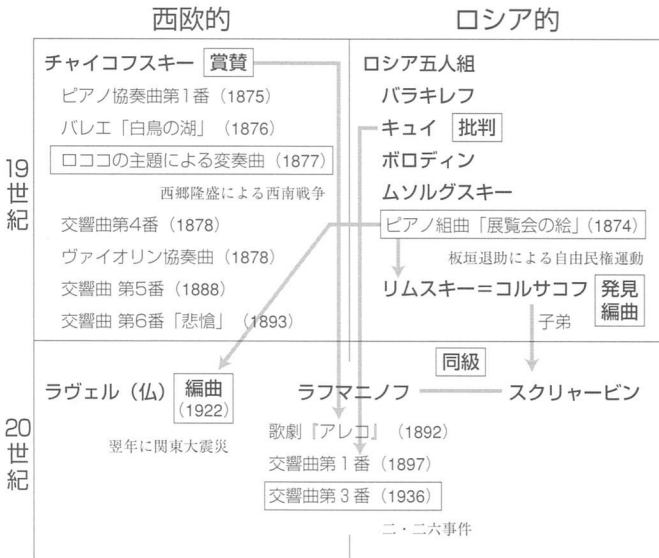 西欧的
ロシア的
19世紀
チャイコフスキー 賞賛
ピアノ協奏曲第1番（1875）
バレエ「白鳥の湖」（1876）
ロココの主題による変奏曲（1877）
西郷隆盛による西南戦争
交響曲第4番（1878）
ヴァイオリン協奏曲（1878）
交響曲 第5番（1888）
交響曲 第6番「悲愴」（1893）
ロシア五人組
バラキレフ
キュイ 批判
ボロディン
ムソルグスキー
ピアノ組曲「展覧会の絵」（1874）
板垣退助による自由民権運動
リムスキー＝コルサコフ 発見
編曲
子弟
20世紀
同級
ラヴェル（仏） 編曲
（1922）
翌年に関東大震災
ラフマニノフ
スクリャービン
歌劇『アレコ』（1892）
交響曲第1番（1897）
交響曲第3番（1936）
二・二六事件